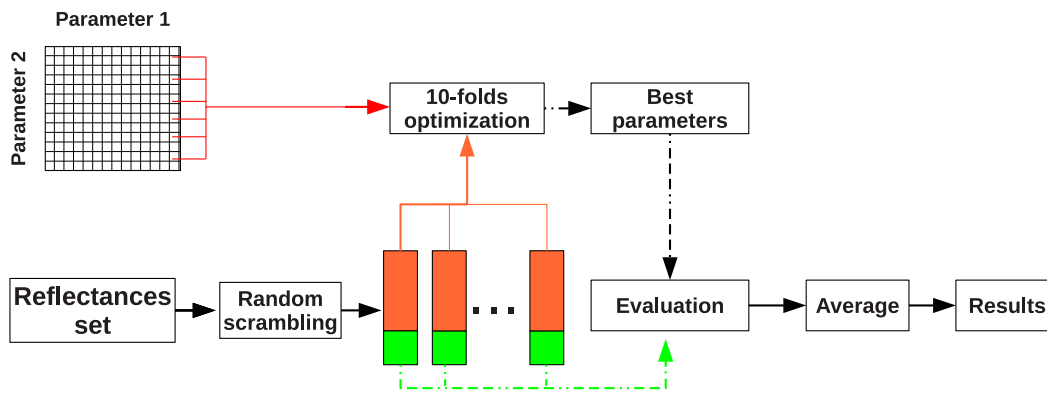 Parameter 1
Parameter 2
10-folds
optimization
Best
parameters
Reflectances
set
Random
scrambling
Evaluation
Average
Results